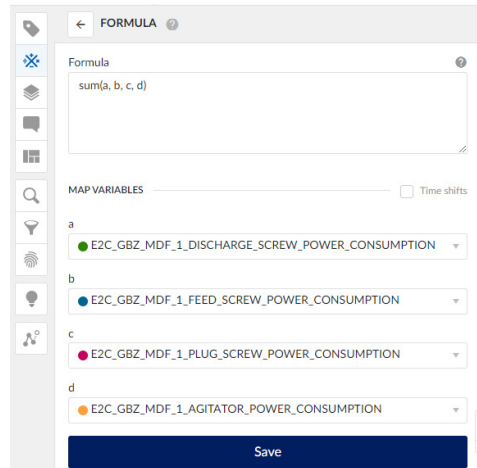 FORMULA
Formula
sum(a, b, c, d)
MAP VARIABLES
Time shifts
a
E2C_GBZ_MDF_1_DISCHARGE_SCREW_POWER_CONSUMPTION
b
E2C_GBZ_MDF_1_FEED_SCREW_POWER_CONSUMPTION
c
E2C_GBZ_MDF_1_PLUG_SCREW_POWER_CONSUMPTION
d
E2C_GBZ_MDF_1_AGITATOR_POWER_CONSUMPTION
Save